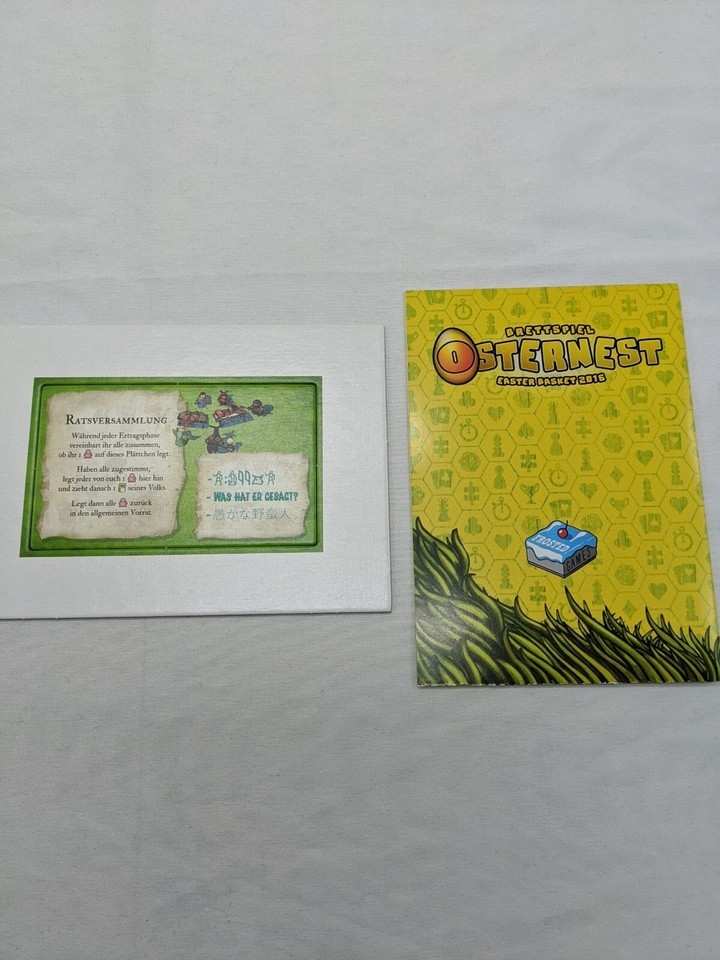 RATSVERSAMMLUNG
Während jeder Ertragsphase
vereinbart ihr alle zusammen,
ob ihr 1 auf dieses Plättchen legt.
Haben alle zugestimmt,
legt jeder von euch 1 hier hin
und zieht danach 1 seines Volks.
Legt dann alle zurück
in den allgemeinen Vorrat.
- WAS HAT ER GESAGT?
- 愚かな野蛮人
BRETTSPIEL
OSTERNEST
EASTER BASKET 2016
FROSTED
GAMES